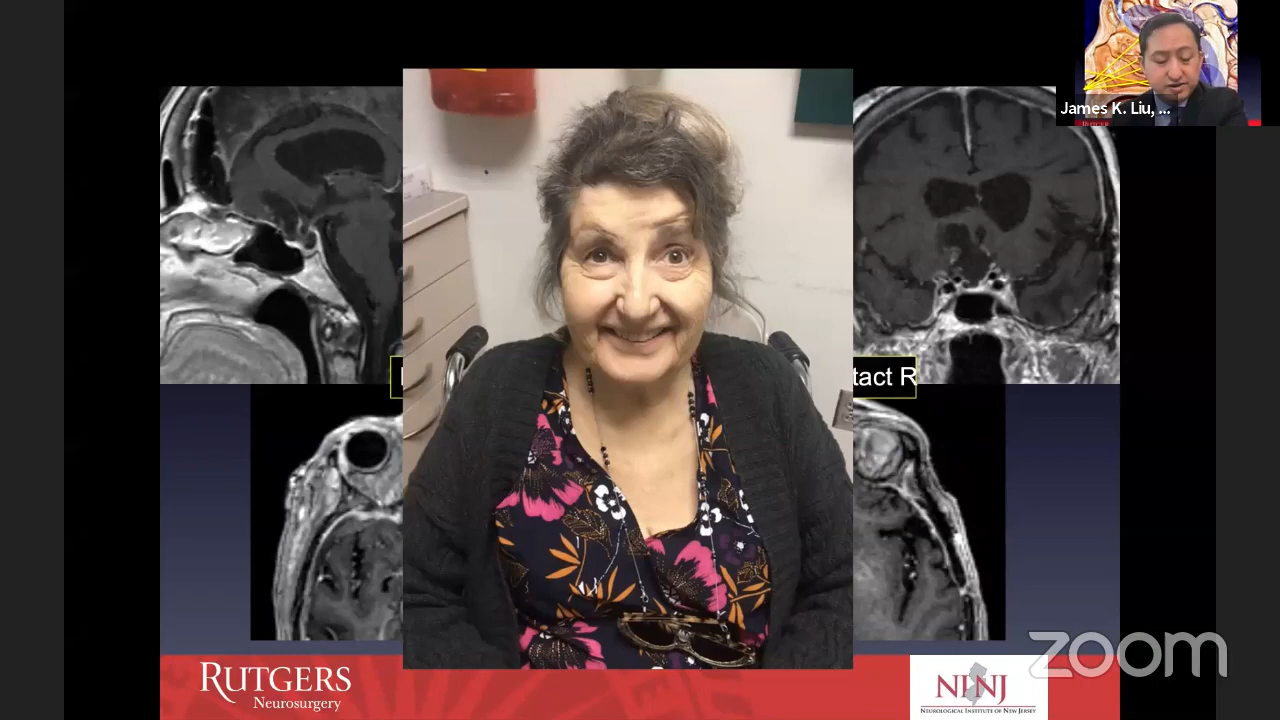 James K. Liu, ...
tact R
RUTGERS
Neurosurgery
NINJ
NEUROLOGICAL INSTITUTE OF NEW JERSEY
zoom